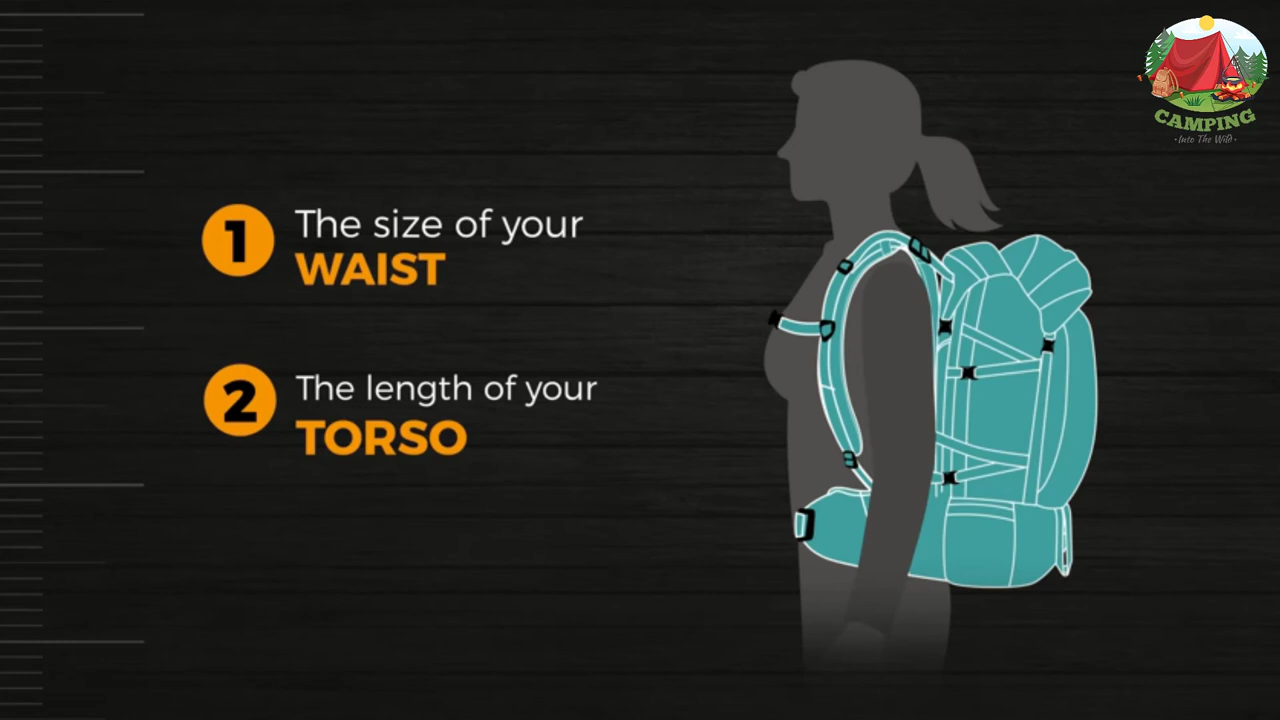 1
The size of your
WAIST
2
The length of your
TORSO
CAMPING
• Into The Wild •